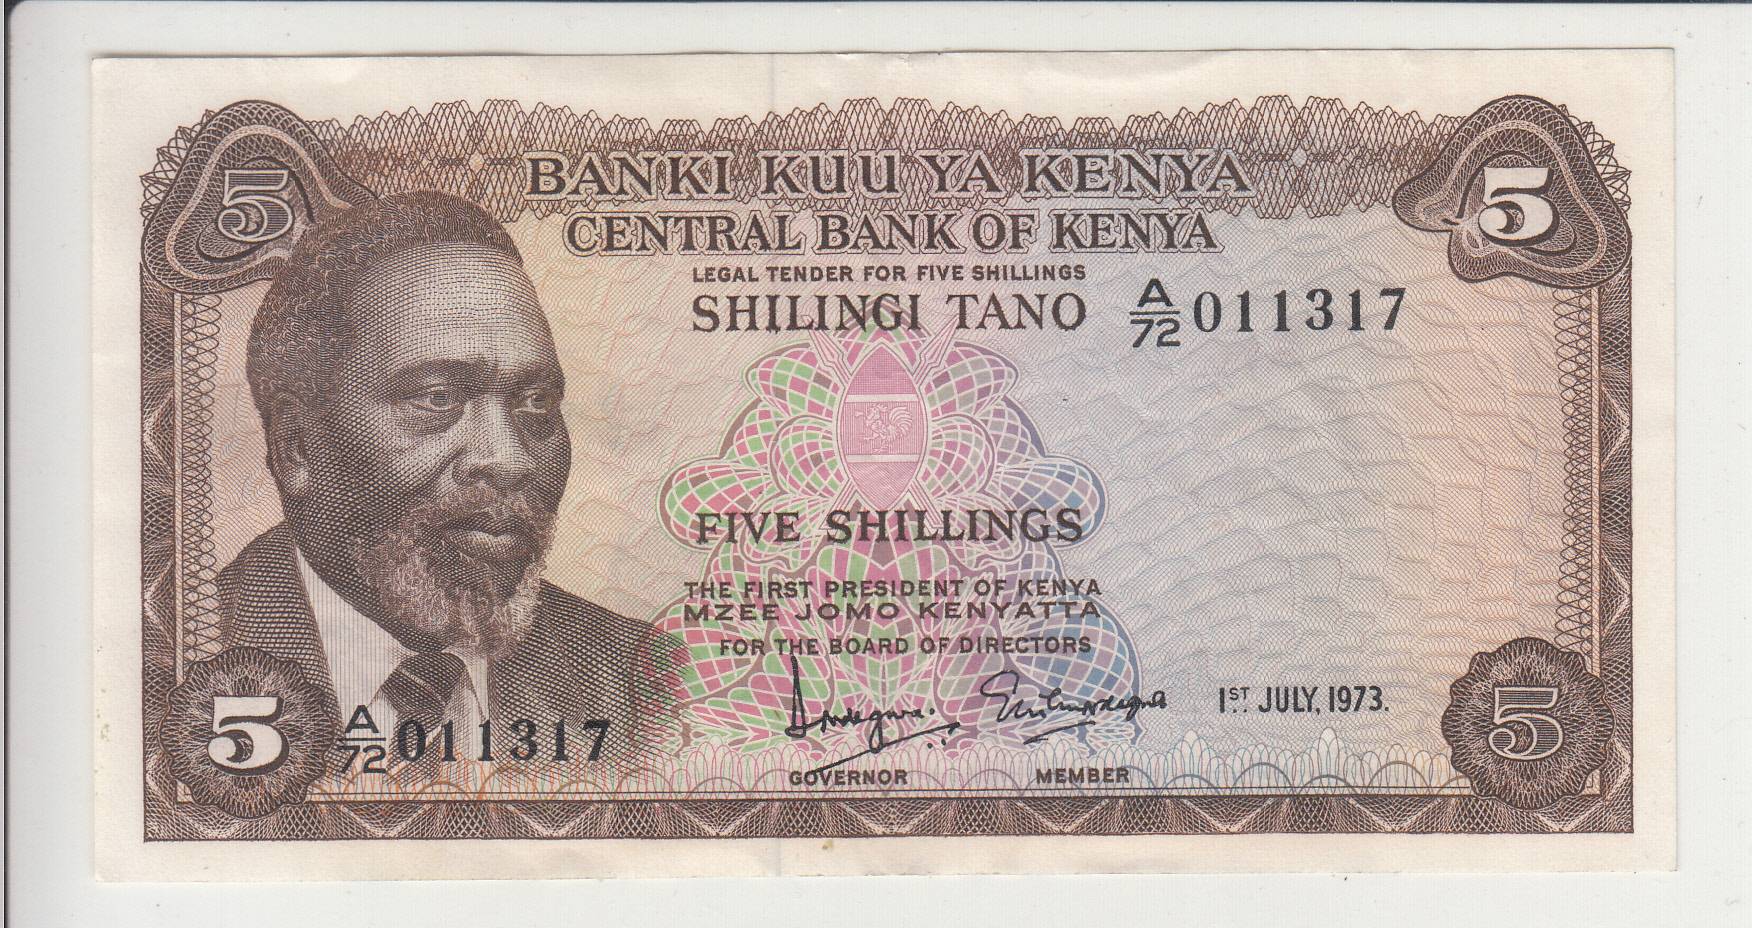 5
5
BANKI KUU YA KENYA
CENTRAL BANK OF KENYA
LEGAL TENDER FOR FIVE SHILLINGS
SHILINGI TANO A/72 011317
FIVE SHILLINGS
THE FIRST PRESIDENT OF KENYA
MZEE JOMO KENYATTA
FOR THE BOARD OF DIRECTORS
1ST JULY, 1973.
5
A/72 011317
GOVERNOR MEMBER
5